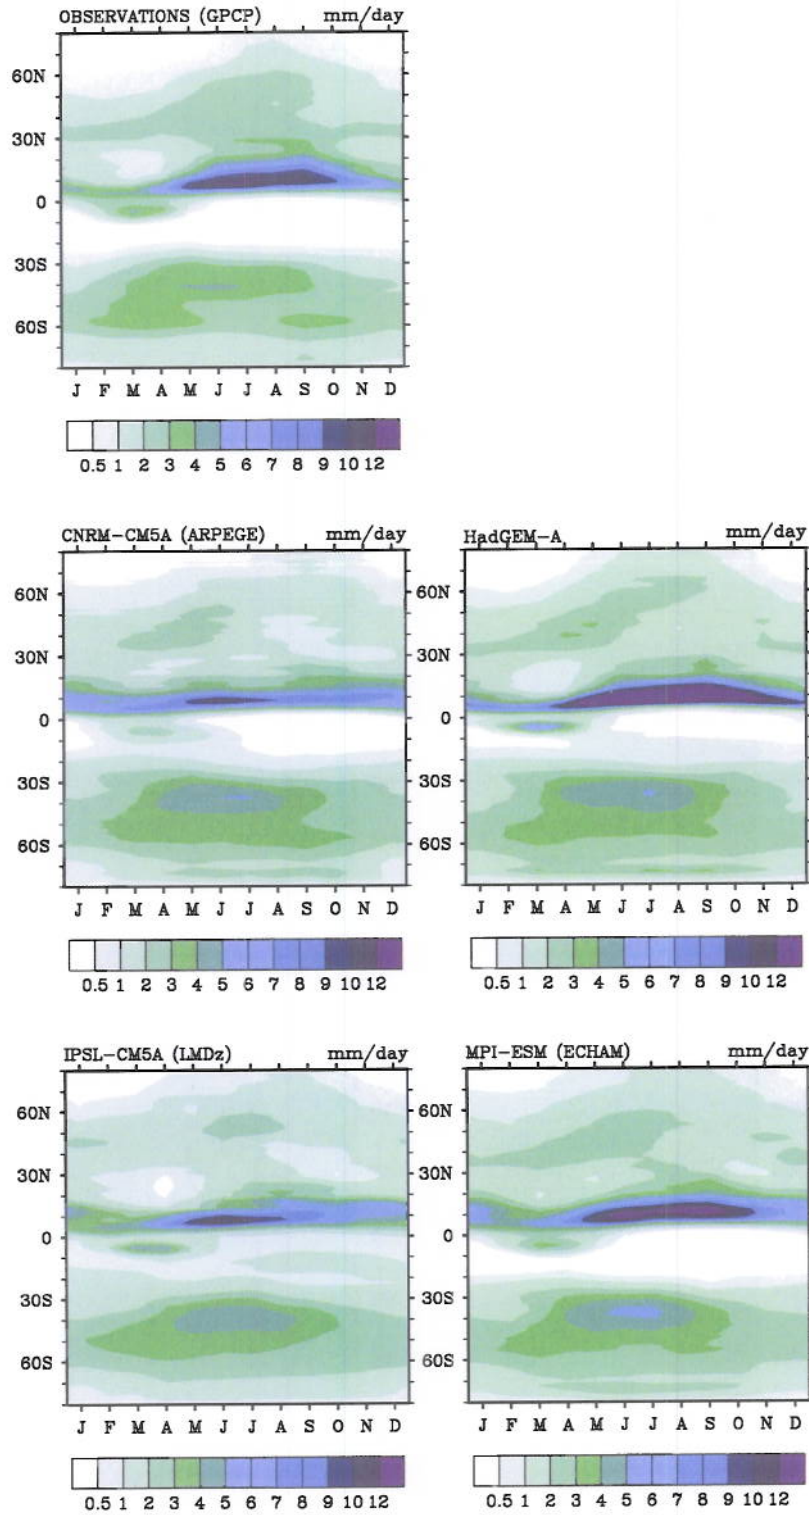 OBSERVATIONS (GPCP) mm/day
60N
30N
0
30S
60S
J F M A M J J A S O N D
0.5 1 2 3 4 5 6 7 8 9 10 12
CNRM-CM5A (ARPEGE) mm/day
60N
30N
0
30S
60S
J F M A M J J A S O N D
0.5 1 2 3 4 5 6 7 8 9 10 12
HadGEM-A mm/day
60N
30N
0
30S
60S
J F M A M J J A S O N D
0.5 1 2 3 4 5 6 7 8 9 10 12
IPSL-CM5A (LMDz) mm/day
60N
30N
0
30S
60S
J F M A M J J A S O N D
0.5 1 2 3 4 5 6 7 8 9 10 12
MPI-ESM (ECHAM) mm/day
60N
30N
0
30S
60S
J F M A M J J A S O N D
0.5 1 2 3 4 5 6 7 8 9 10 12